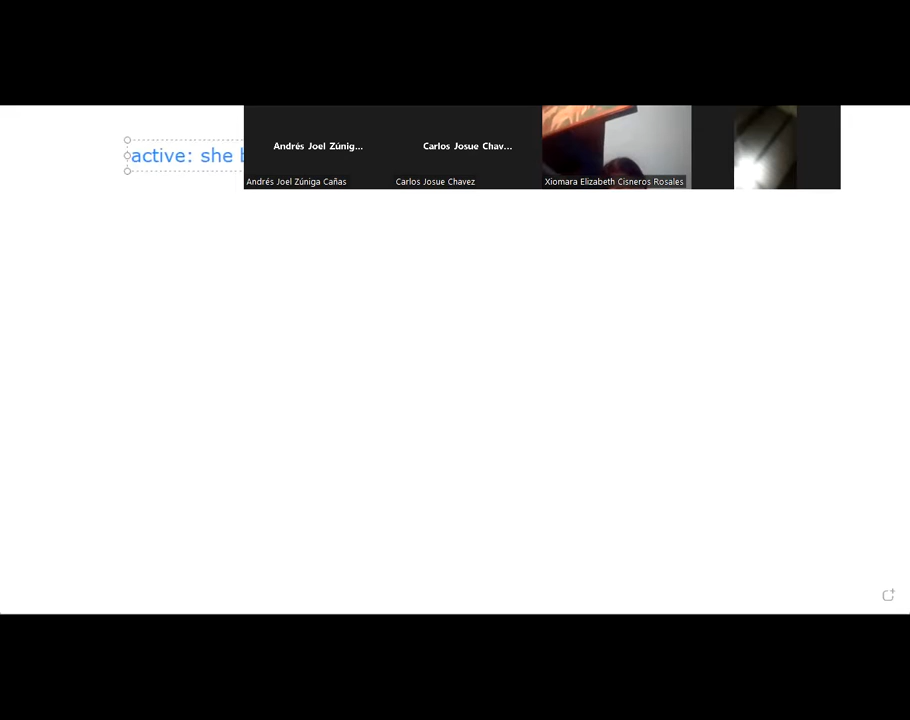 active: she
Andrés Joel Zúnig...
Carlos Josue Chav...
Andrés Joel Zúniga Cañas
Carlos Josue Chavez
Xiomara Elizabeth Cisneros Rosales